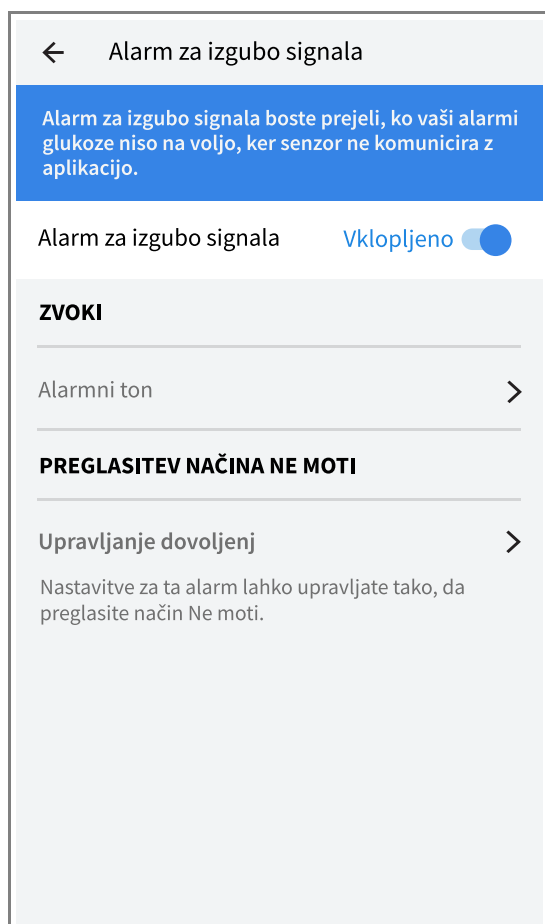 Alarm za izgubo signala
Alarm za izgubo signala boste prejeli, ko vaši alarmi
glukoze niso na voljo, ker senzor ne komunicira z
aplikacijo.
Alarm za izgubo signala Vklopljeno
ZVOKI
Alarmni ton
PREGLASITEV NAČINA NE MOTI
Upravljanje dovoljenj
Nastavitve za ta alarm lahko upravljate tako, da
preglasite način Ne moti.